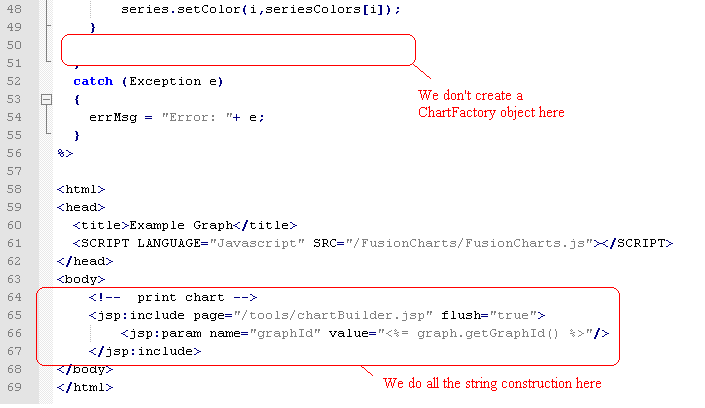 48 series.setColor(i,seriesColors[i]);
49 }
50
51 }
52 catch (Exception e)
We don't create a
53 {
ChartFactory object here
54 errMsg = "Error: "+ e;
55 }
56 %>
57
58 <html>
59 <head>
60 <title>Example Graph</title>
61 <SCRIPT LANGUAGE="Javascript" SRC="/FusionCharts/FusionCharts.js"></SCRIPT>
62 </head>
63 <body>
64 <!-- print chart -->
65 <jsp:include page="/tools/chartBuilder.jsp" flush="true">
66 <jsp:param name="graphId" value="<%= graph.getGraphId() %>"/>
67 </jsp:include>
68 </body>
We do all the string construction here
69 </html>